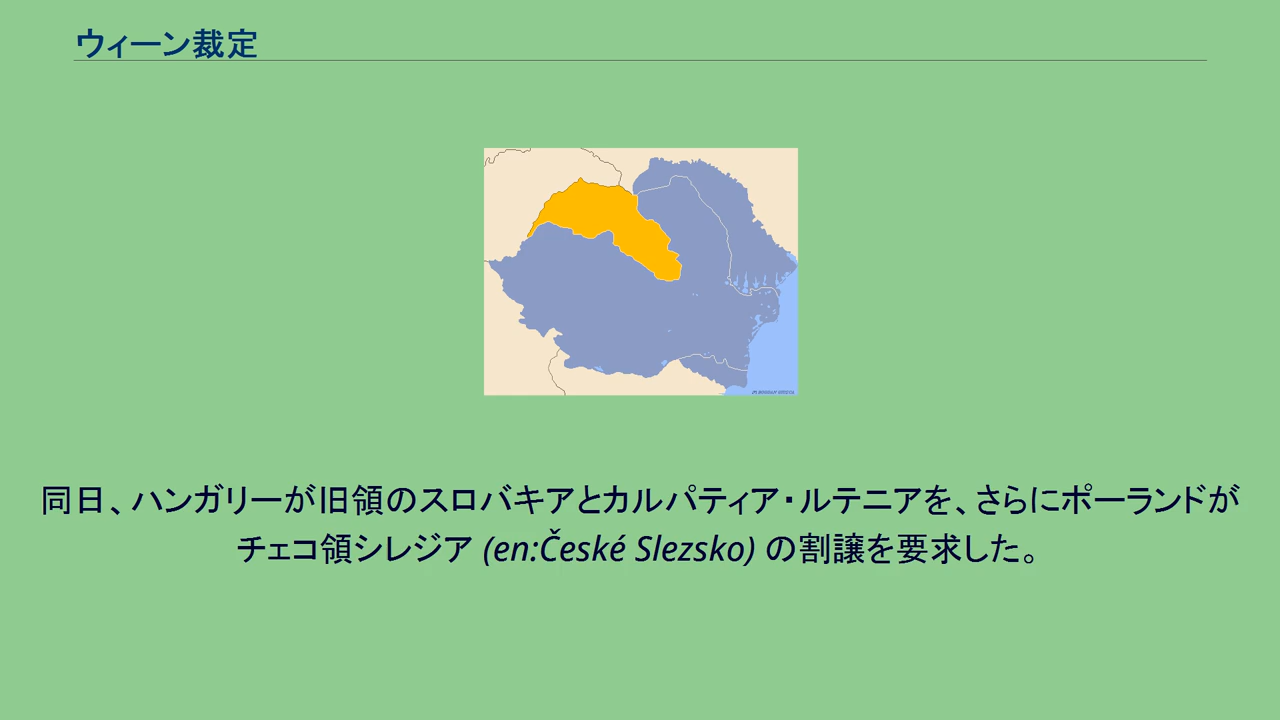 ウィーン裁定
同日、ハンガリーが旧領のスロバキアとカルパティア・ルテニアを、さらにポーランドが
チェコ領シレジア (en:České Slezsko) の割譲を要求した。